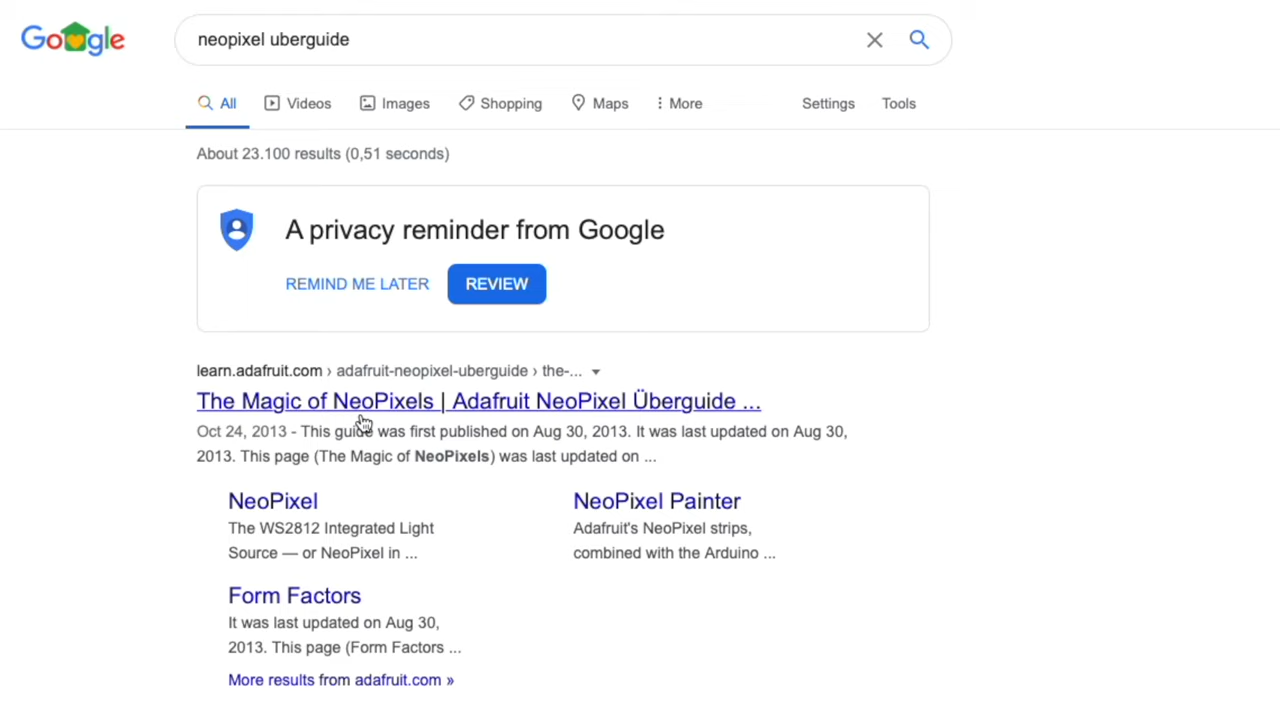 Google
neopixel uberguide
All Videos Images Shopping Maps More Settings Tools
About 23.100 results (0,51 seconds)
A privacy reminder from Google
REMIND ME LATER REVIEW
learn.adafruit.com › adafruit-neopixel-uberguide › the-...
The Magic of NeoPixels | Adafruit NeoPixel Überguide ...
Oct 24, 2013 - This guide was first published on Aug 30, 2013. It was last updated on Aug 30,
2013. This page (The Magic of NeoPixels) was last updated on ...
NeoPixel
The WS2812 Integrated Light
Source — or NeoPixel in ...
NeoPixel Painter
Adafruit's NeoPixel strips,
combined with the Arduino ...
Form Factors
It was last updated on Aug 30,
2013. This page (Form Factors ...
More results from adafruit.com »